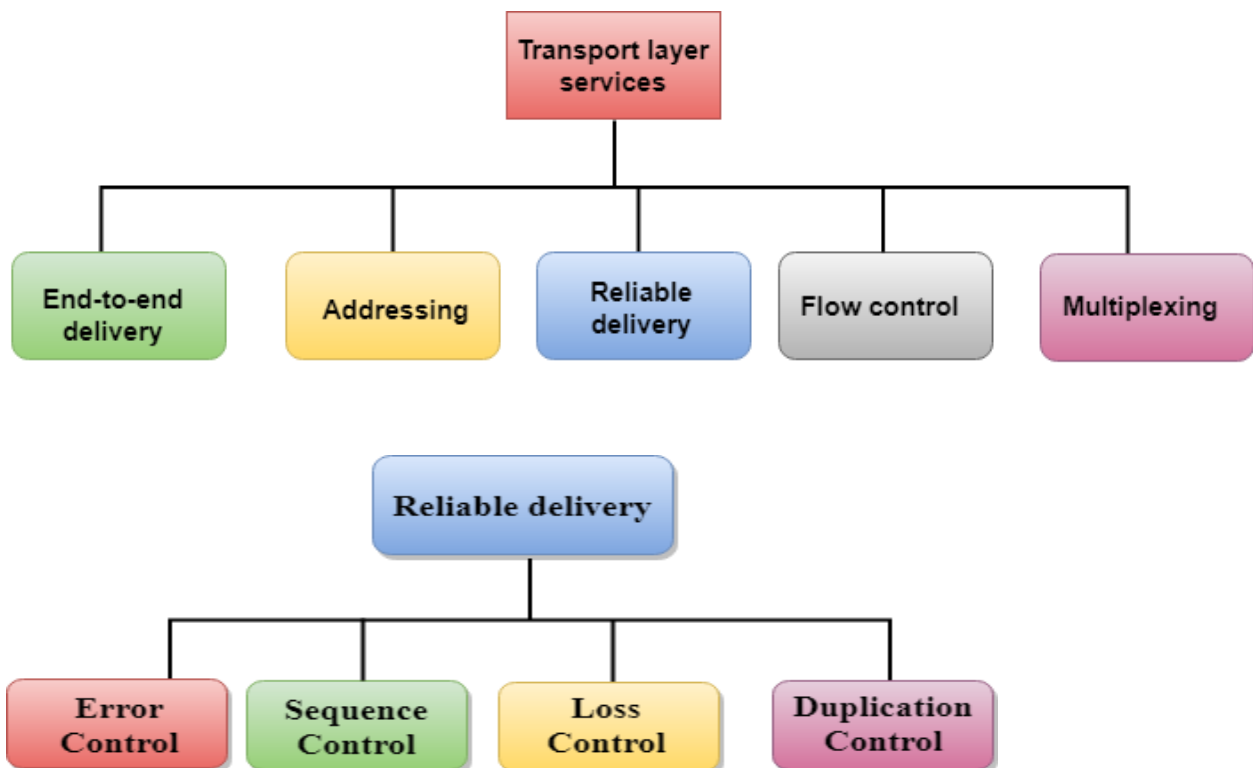 Transport layer
services
End-to-end
delivery
Addressing
Reliable
delivery
Flow control
Multiplexing
Reliable delivery
Error
Control
Sequence
Control
Loss
Control
Duplication
Control